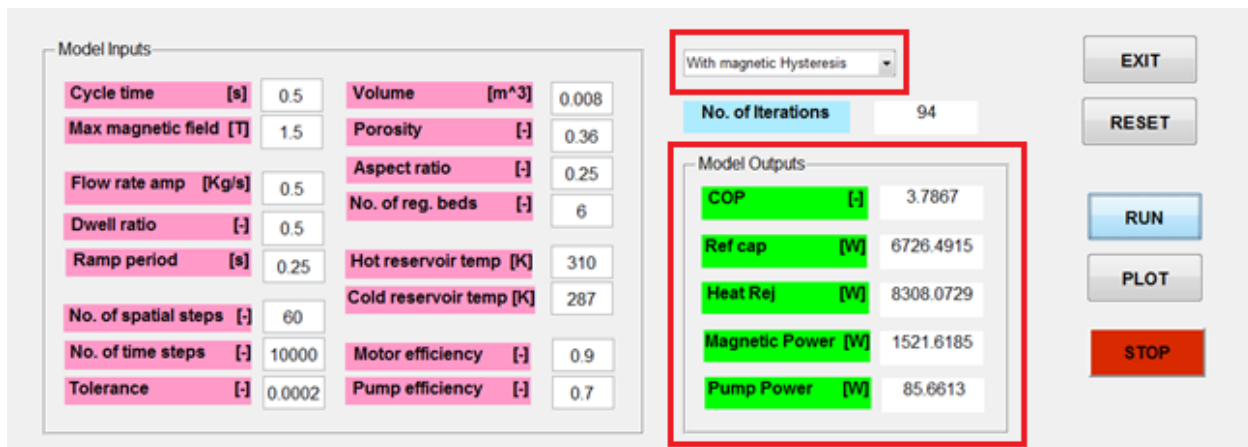 Model Inputs
Cycle time [s] 0.5
Max magnetic field [T] 1.5
Flow rate amp [Kg/s] 0.5
Dwell ratio [-] 0.5
Ramp period [s] 0.25
No. of spatial steps [-] 60
No. of time steps [-] 10000
Tolerance [-] 0.0002
Volume [m^3] 0.008
Porosity [-] 0.36
Aspect ratio [-] 0.25
No. of reg. beds [-] 6
Hot reservoir temp [K] 310
Cold reservoir temp [K] 287
Motor efficiency [-] 0.9
Pump efficiency [-] 0.7
With magnetic Hysteresis
No. of Iterations 94
Model Outputs
COP [-] 3.7867
Ref cap [W] 6726.4915
Heat Rej [W] 8308.0729
Magnetic Power [W] 1521.6185
Pump Power [W] 85.6613
EXIT
RESET
RUN
PLOT
STOP